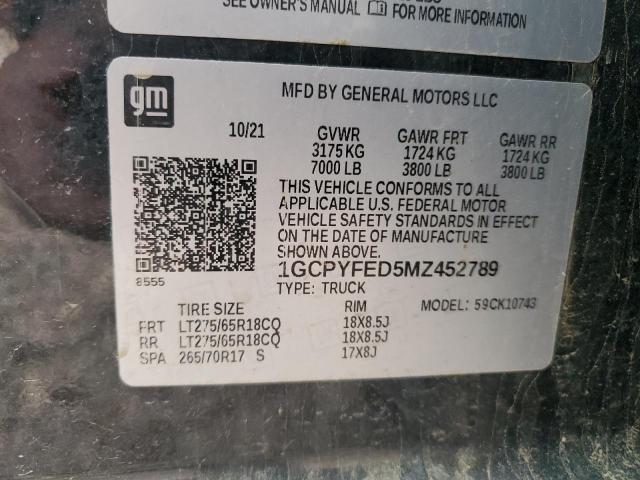 SEE OWNER'S MANUAL FOR MORE INFORMATION
gm
MFD BY GENERAL MOTORS LLC
10/21 GVWR GAWR FRT GAWR RR
3175 KG 1724 KG 1724 KG
7000 LB 3800 LB 3800 LB
THIS VEHICLE CONFORMS TO ALL
APPLICABLE U.S. FEDERAL MOTOR
VEHICLE SAFETY STANDARDS IN EFFECT
ON THE DATE OF MANUFACTURE
SHOWN ABOVE.
8555
1GCPYFED5MZ452789
TYPE: TRUCK
TIRE SIZE RIM MODEL: 59CK10743
FRT LT275/65R18CQ 18X8.5J
RR LT275/65R18CQ 18X8.5J
SPA 265/70R17 S 17X8J